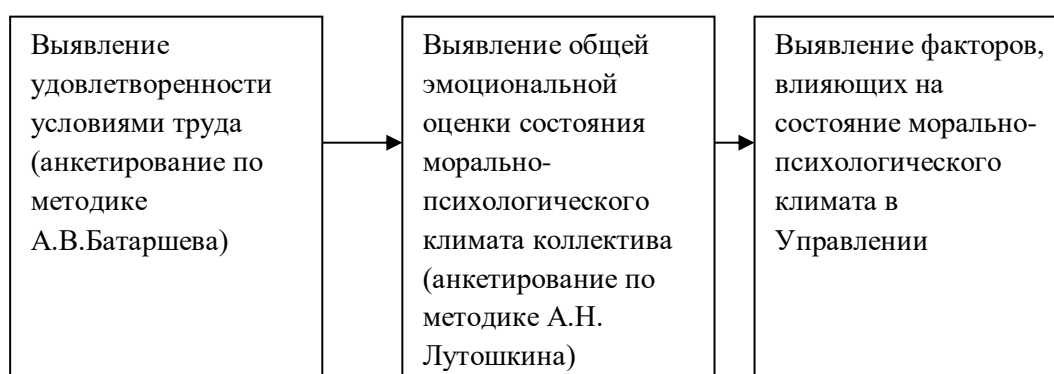 Выявление
удовлетворенности
условиями труда
(анкетирование по
методике
А.В.Батаршева)
Выявление общей
эмоциональной
оценки состояния
морально-
психологического
климата коллектива
(анкетирование по
методике А.Н.
Лутошкина)
Выявление факторов,
влияющих на
состояние морально-
психологического
климата в
Управлении